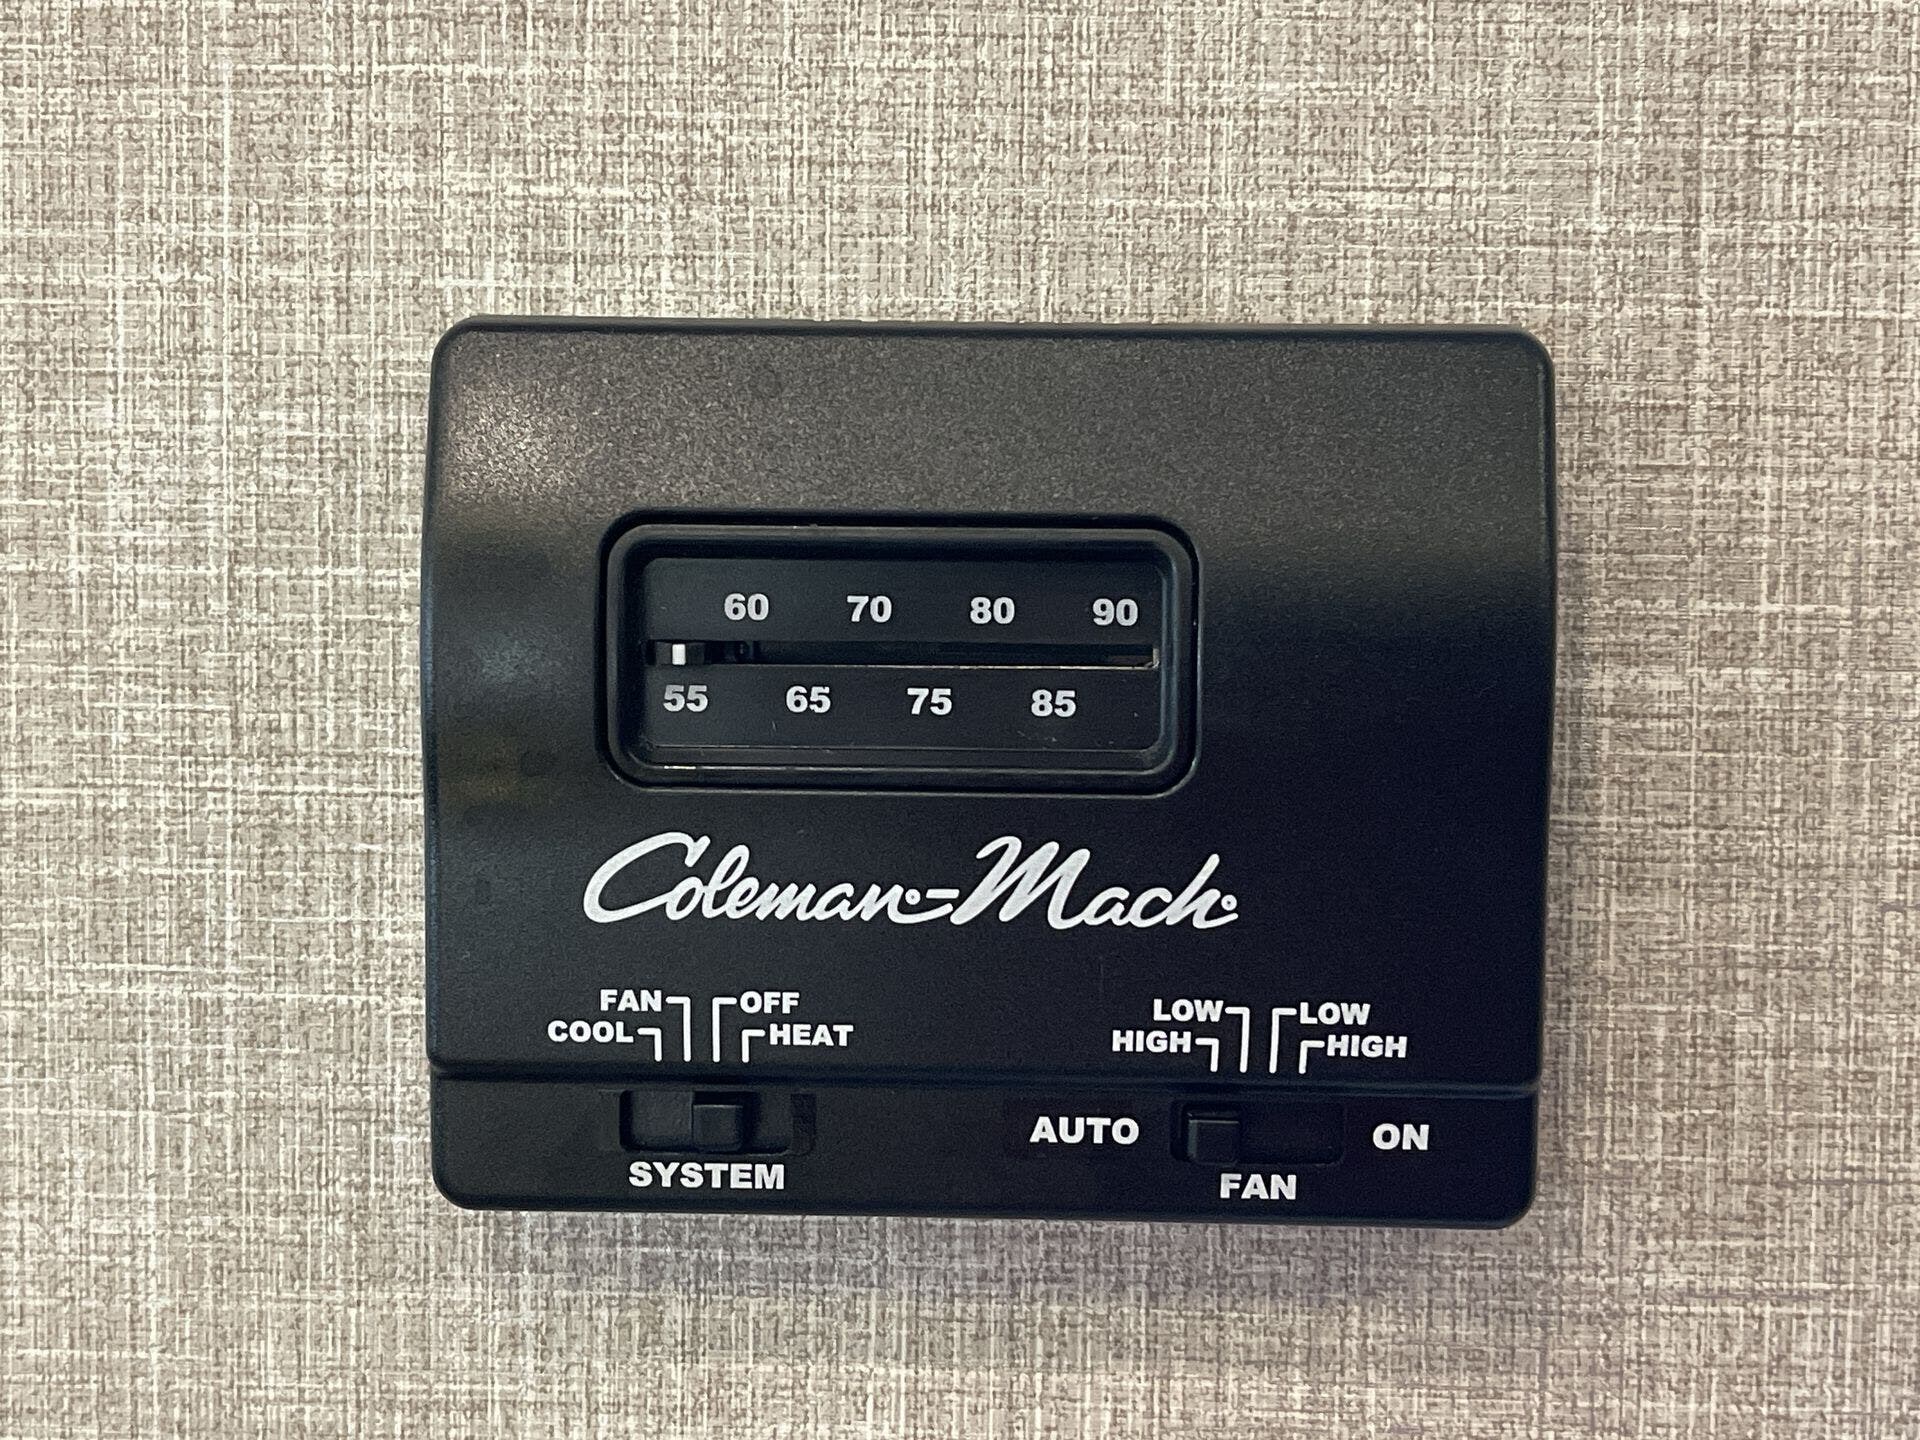 60 70 80 90
55 65 75 85
Coleman-Mach
FAN OFF
COOL HEAT
LOW LOW
HIGH HIGH
AUTO ON
SYSTEM
FAN